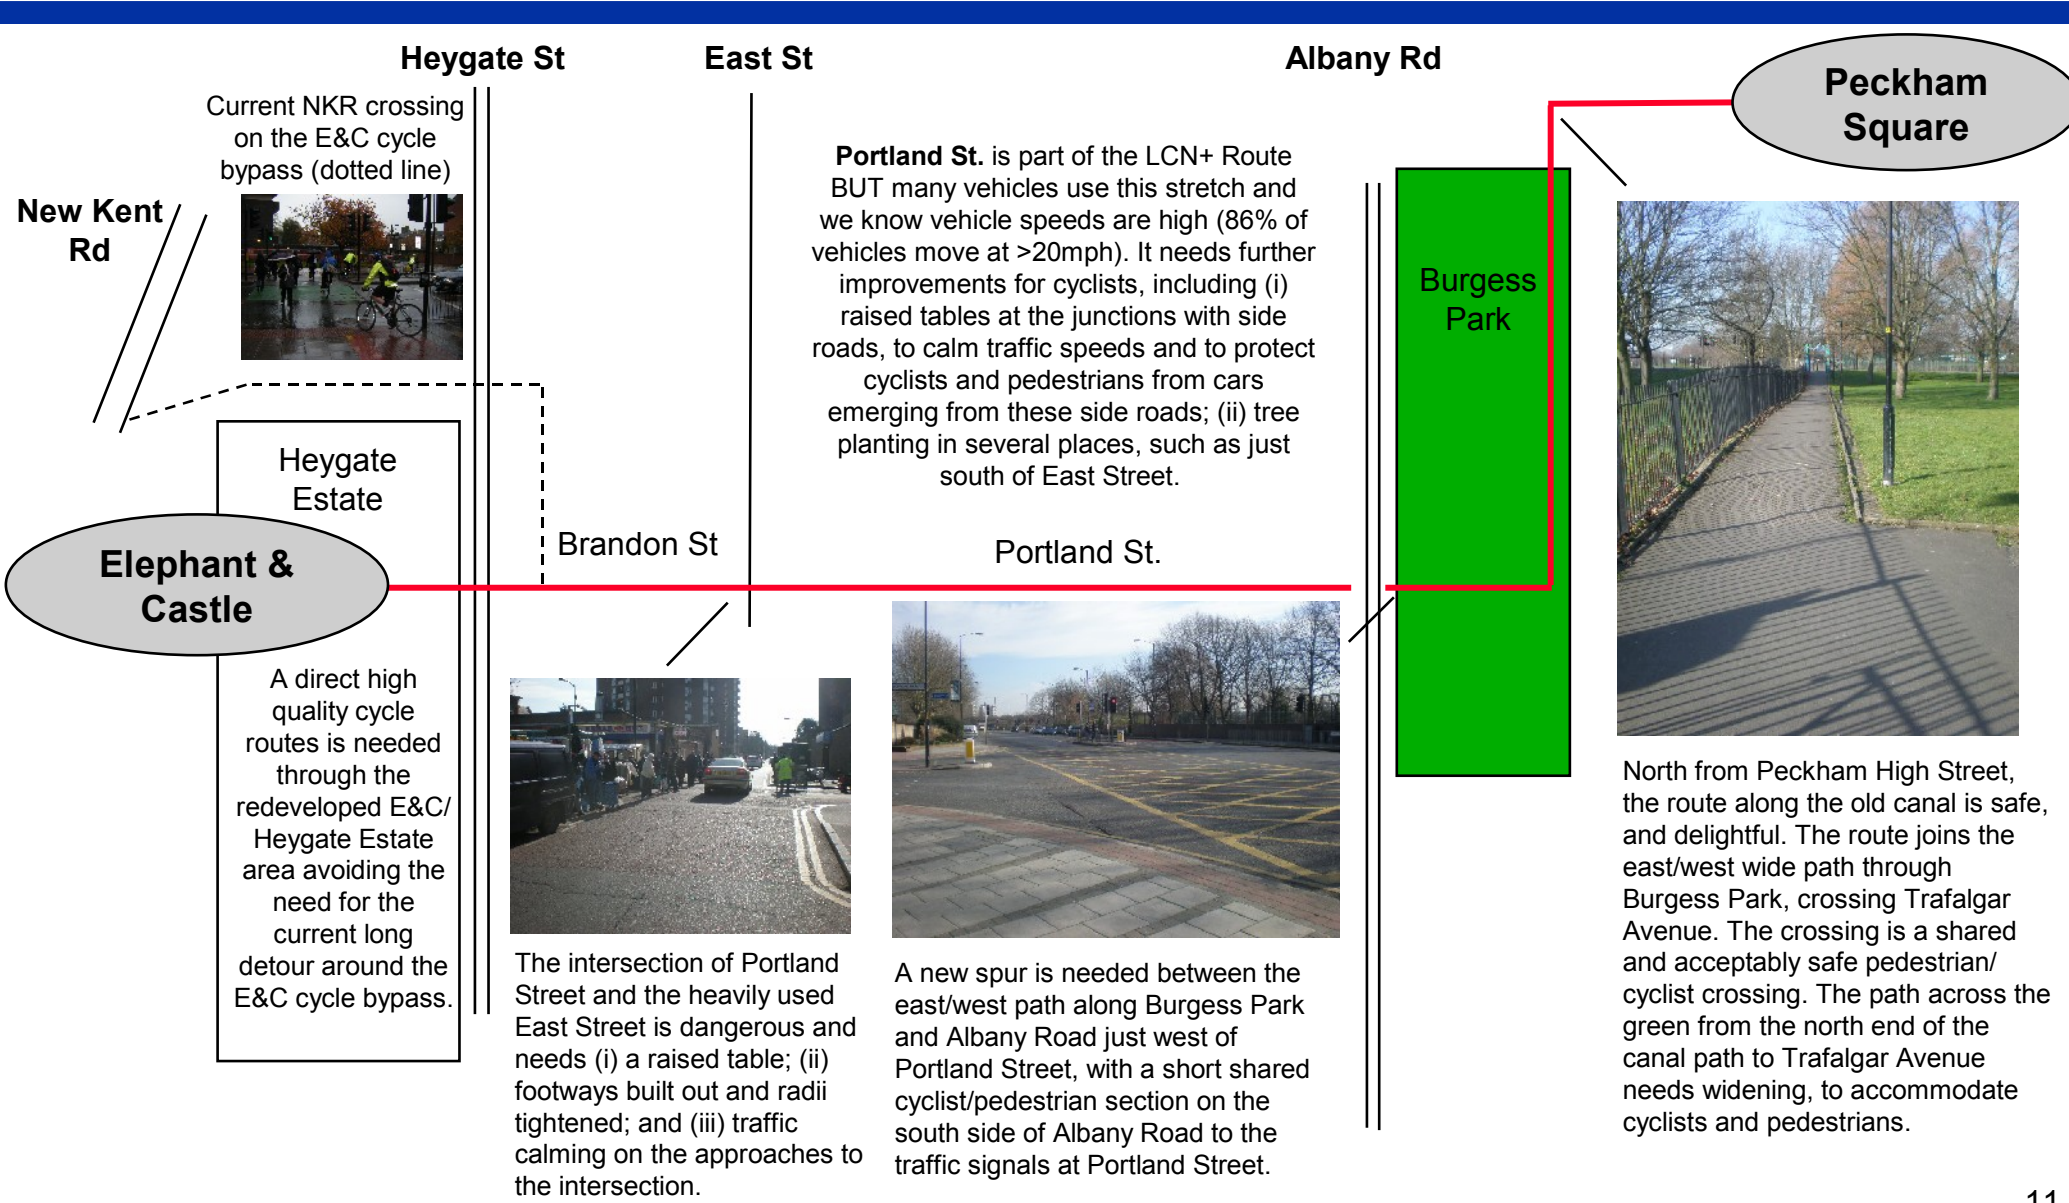 Heygate St
East St
Albany Rd
Peckham
Square
Current NKR crossing
on the E&C cycle
bypass (dotted line)
New Kent
Rd
Portland St. is part of the LCN+ Route
BUT many vehicles use this stretch and
we know vehicle speeds are high (86% of
vehicles move at >20mph). It needs further
improvements for cyclists, including (i)
raised tables at the junctions with side
roads, to calm traffic speeds and to protect
cyclists and pedestrians from cars
emerging from these side roads; (ii) tree
planting in several places, such as just
south of East Street.
Burgess
Park
Heygate
Estate
Elephant &
Castle
Brandon St
Portland St.
A direct high
quality cycle
routes is needed
through the
redeveloped E&C/
Heygate Estate
area avoiding the
need for the
current long
detour around the
E&C cycle bypass.
The intersection of Portland
Street and the heavily used
East Street is dangerous and
needs (i) a raised table; (ii)
footways built out and radii
tightened; and (iii) traffic
calming on the approaches to
the intersection.
A new spur is needed between the
east/west path along Burgess Park
and Albany Road just west of
Portland Street, with a short shared
cyclist/pedestrian section on the
south side of Albany Road to the
traffic signals at Portland Street.
North from Peckham High Street,
the route along the old canal is safe,
and delightful. The route joins the
east/west wide path through
Burgess Park, crossing Trafalgar
Avenue. The crossing is a shared
and acceptably safe pedestrian/
cyclist crossing. The path across the
green from the north end of the
canal path to Trafalgar Avenue
needs widening, to accommodate
cyclists and pedestrians.
11